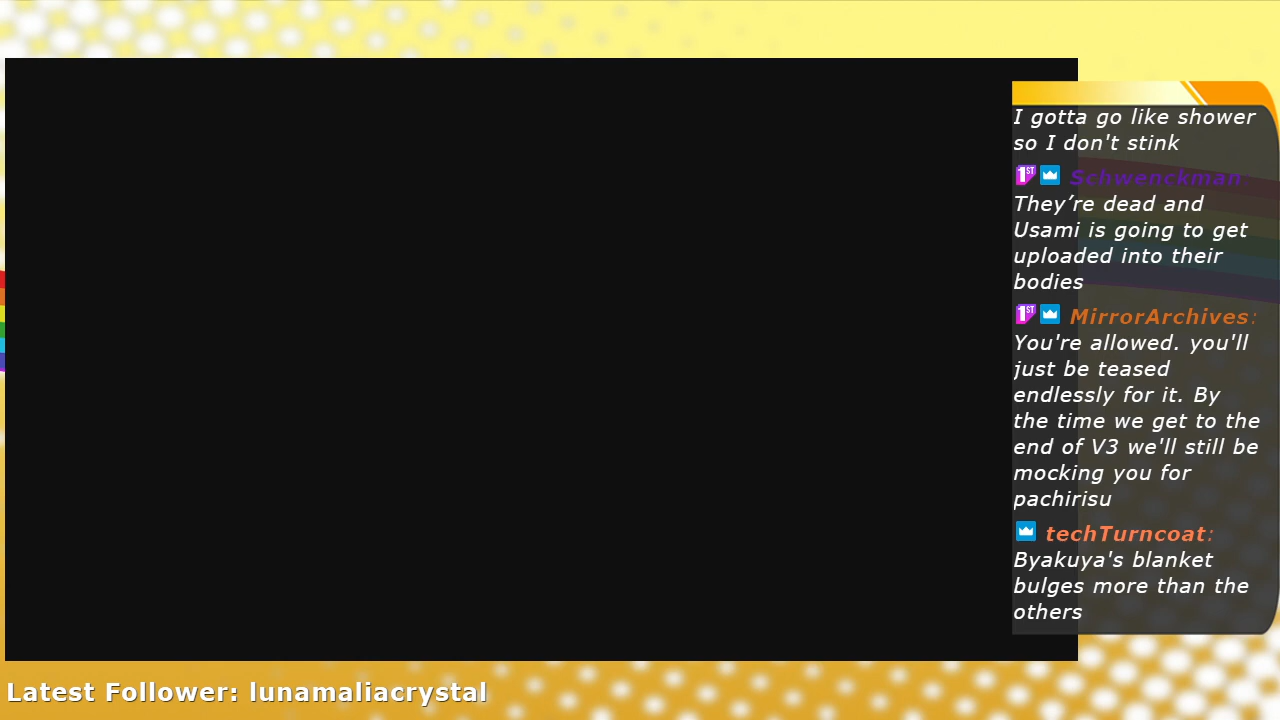 I gotta go like shower
so I don't stink
1ST Schwenckman:
They’re dead and
Usami is going to get
uploaded into their
bodies
1ST MirrorArchives:
You're allowed. you'll
just be teased
endlessly for it. By
the time we get to the
end of V3 we'll still be
mocking you for
pachirisu
techTurncoat:
Byakuya's blanket
bulges more than the
others
Latest Follower: lunamaliacrystal